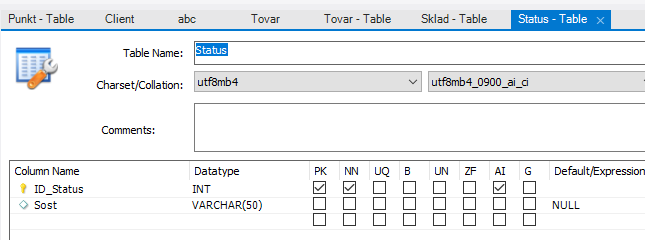 Punkt - Table Client abc Tovar Tovar - Table Sklad - Table Status - Table
Table Name: Status
Charset/Collation: utf8mb4 utf8mb4_0900_ai_ci
Comments:
Column Name Datatype PK NN UQ B UN ZF AI G Default/Expression
ID_Status INT
Sost VARCHAR(50) NULL